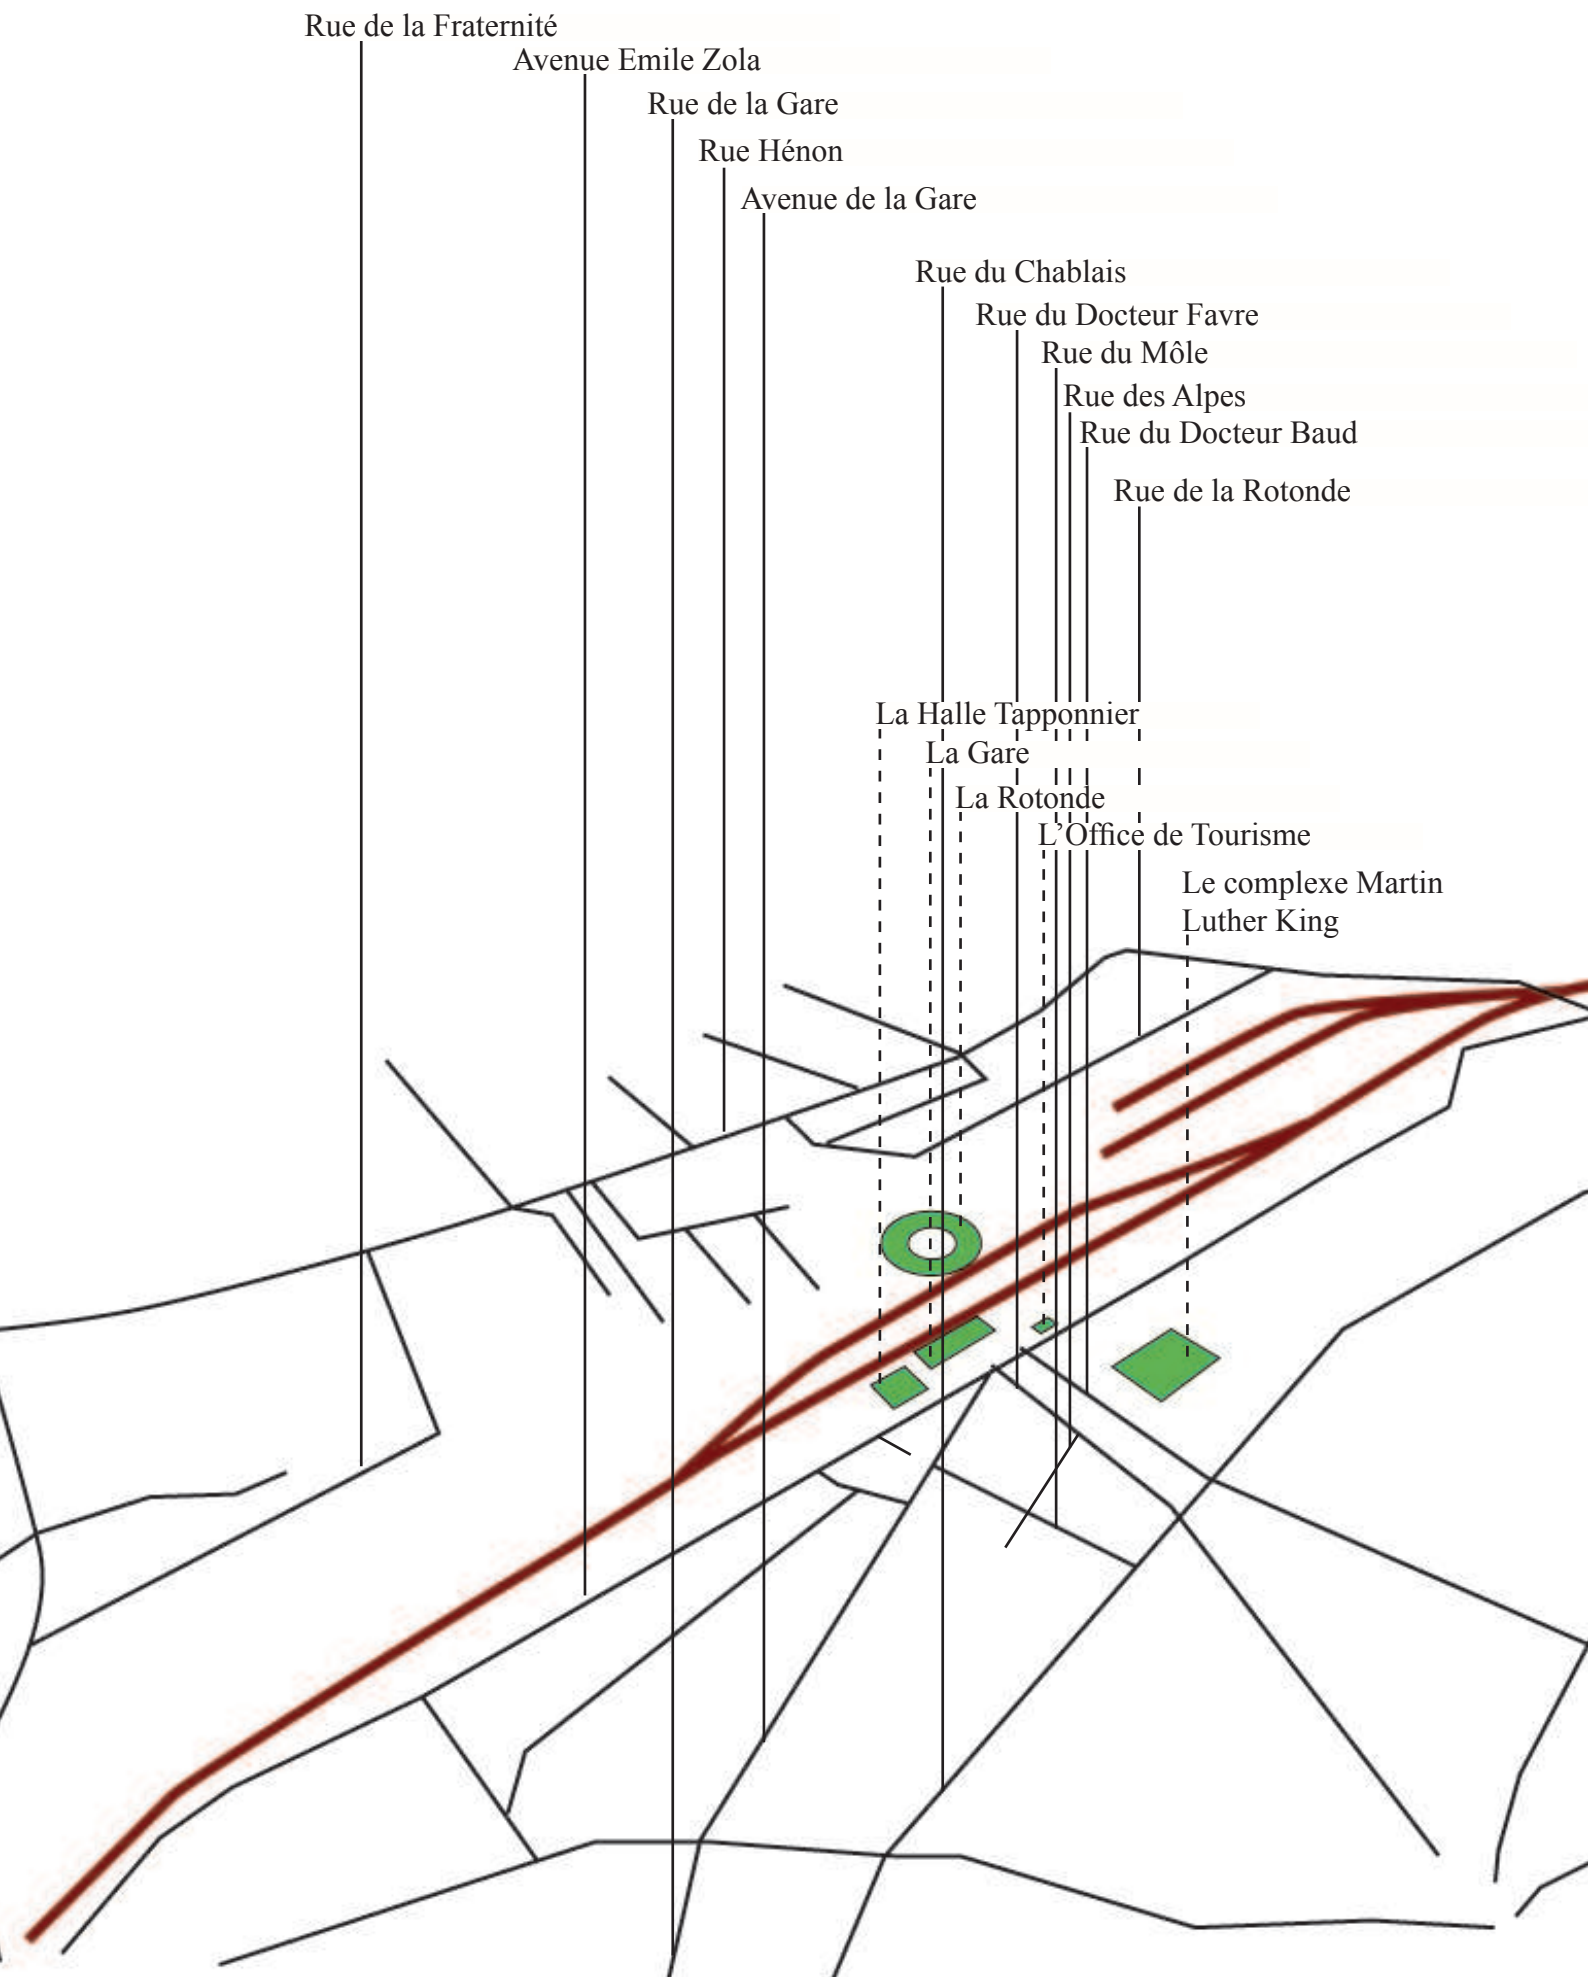 Rue de la Fraternité
Avenue Emile Zola
Rue de la Gare
Rue Hénon
Avenue de la Gare
Rue du Chablais
Rue du Docteur Favre
Rue du Môle
Rue des Alpes
Rue du Docteur Baud
Rue de la Rotonde
La Halle Tapponnier
La Gare
La Rotonde
L’Office de Tourisme
Le complexe Martin
Luther King